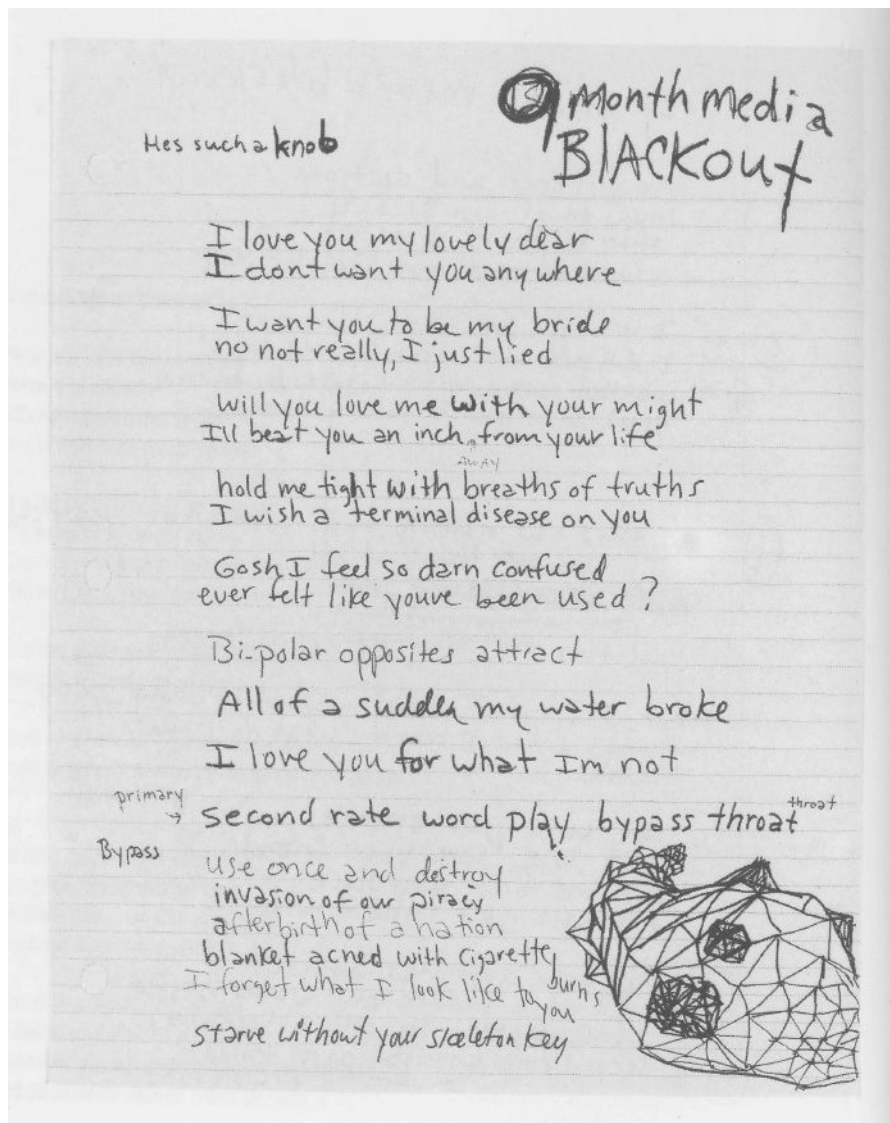 9 month media
BlACKout
Hes such a knob
I love you my lovely dear
I dont want you anywhere
I want you to be my bride
no not really, I just lied
will you love me with your might
Ill beat you an inch from your life
AWAY
hold me tight with breaths of truths
I wish a terminal disease on you
Gosh I feel so darn confused
ever felt like youve been used?
Bi-polar opposites attract
All of a sudden my water broke
I love you for what Im not
primary
second rate word play bypass throat throat
Bypass
use once and destroy
invasion of our piracy
afterbirth of a nation
blanket acned with cigarette burns
I forget what I look like to you
starve without your skeleton key